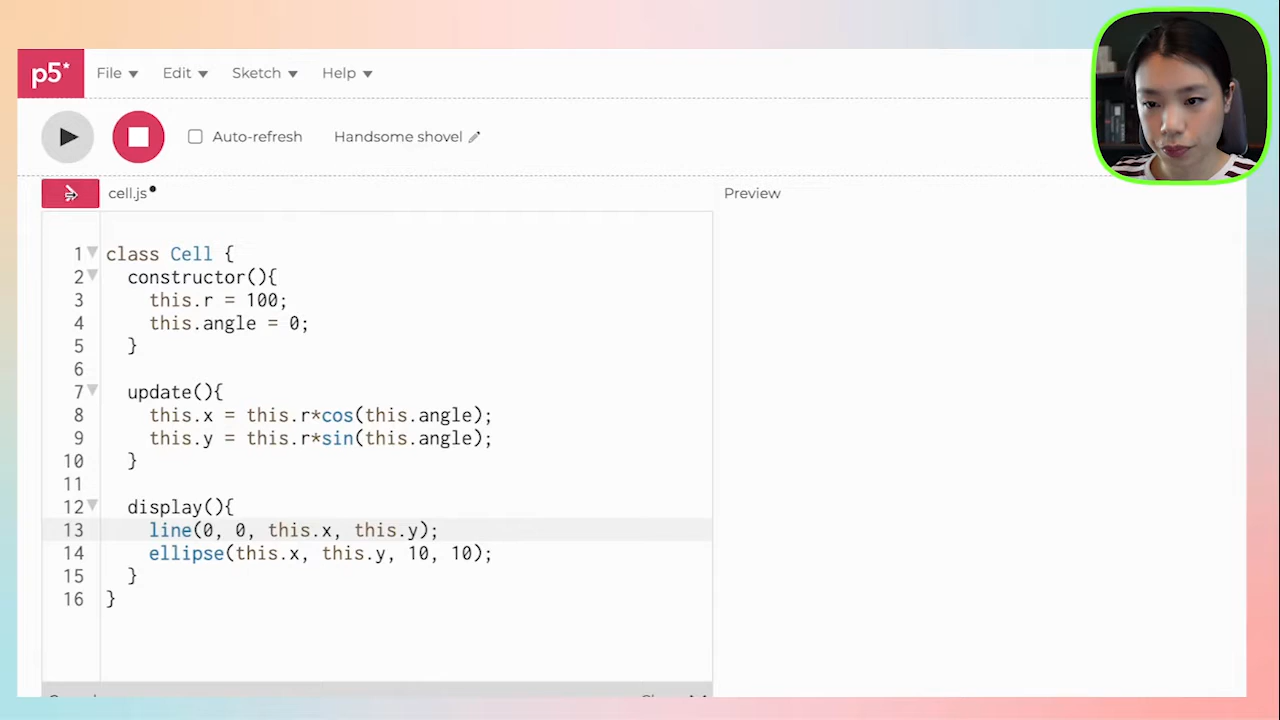 p5* File Edit Sketch Help
Auto-refresh Handsome shovel
cell.js Preview
1 class Cell {
2 constructor(){
3 this.r = 100;
4 this.angle = 0;
5 }
6
7 update(){
8 this.x = this.r*cos(this.angle);
9 this.y = this.r*sin(this.angle);
10 }
11
12 display(){
13 line(0, 0, this.x, this.y);
14 ellipse(this.x, this.y, 10, 10);
15 }
16 }